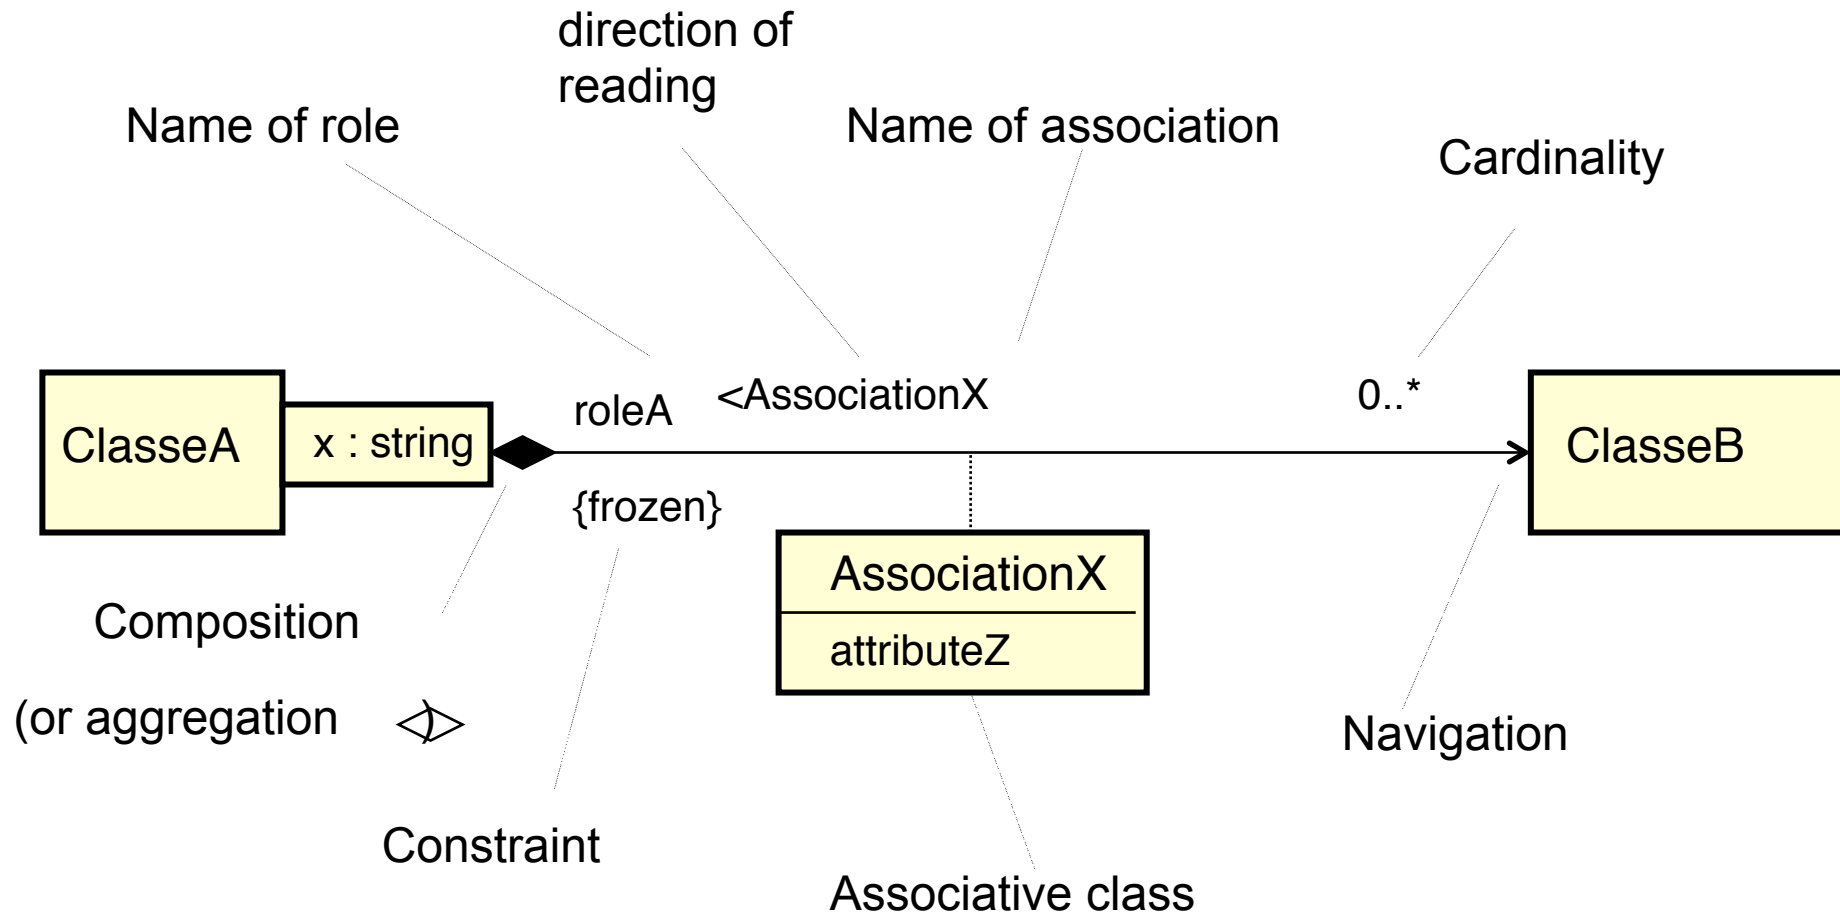 direction of
reading
Name of role
Name of association
Cardinality
ClasseA
x : string
roleA
<AssociationX
0..*
ClasseB
{frozen}
AssociationX
attributeZ
Composition
(or aggregation )
Navigation
Constraint
Associative class